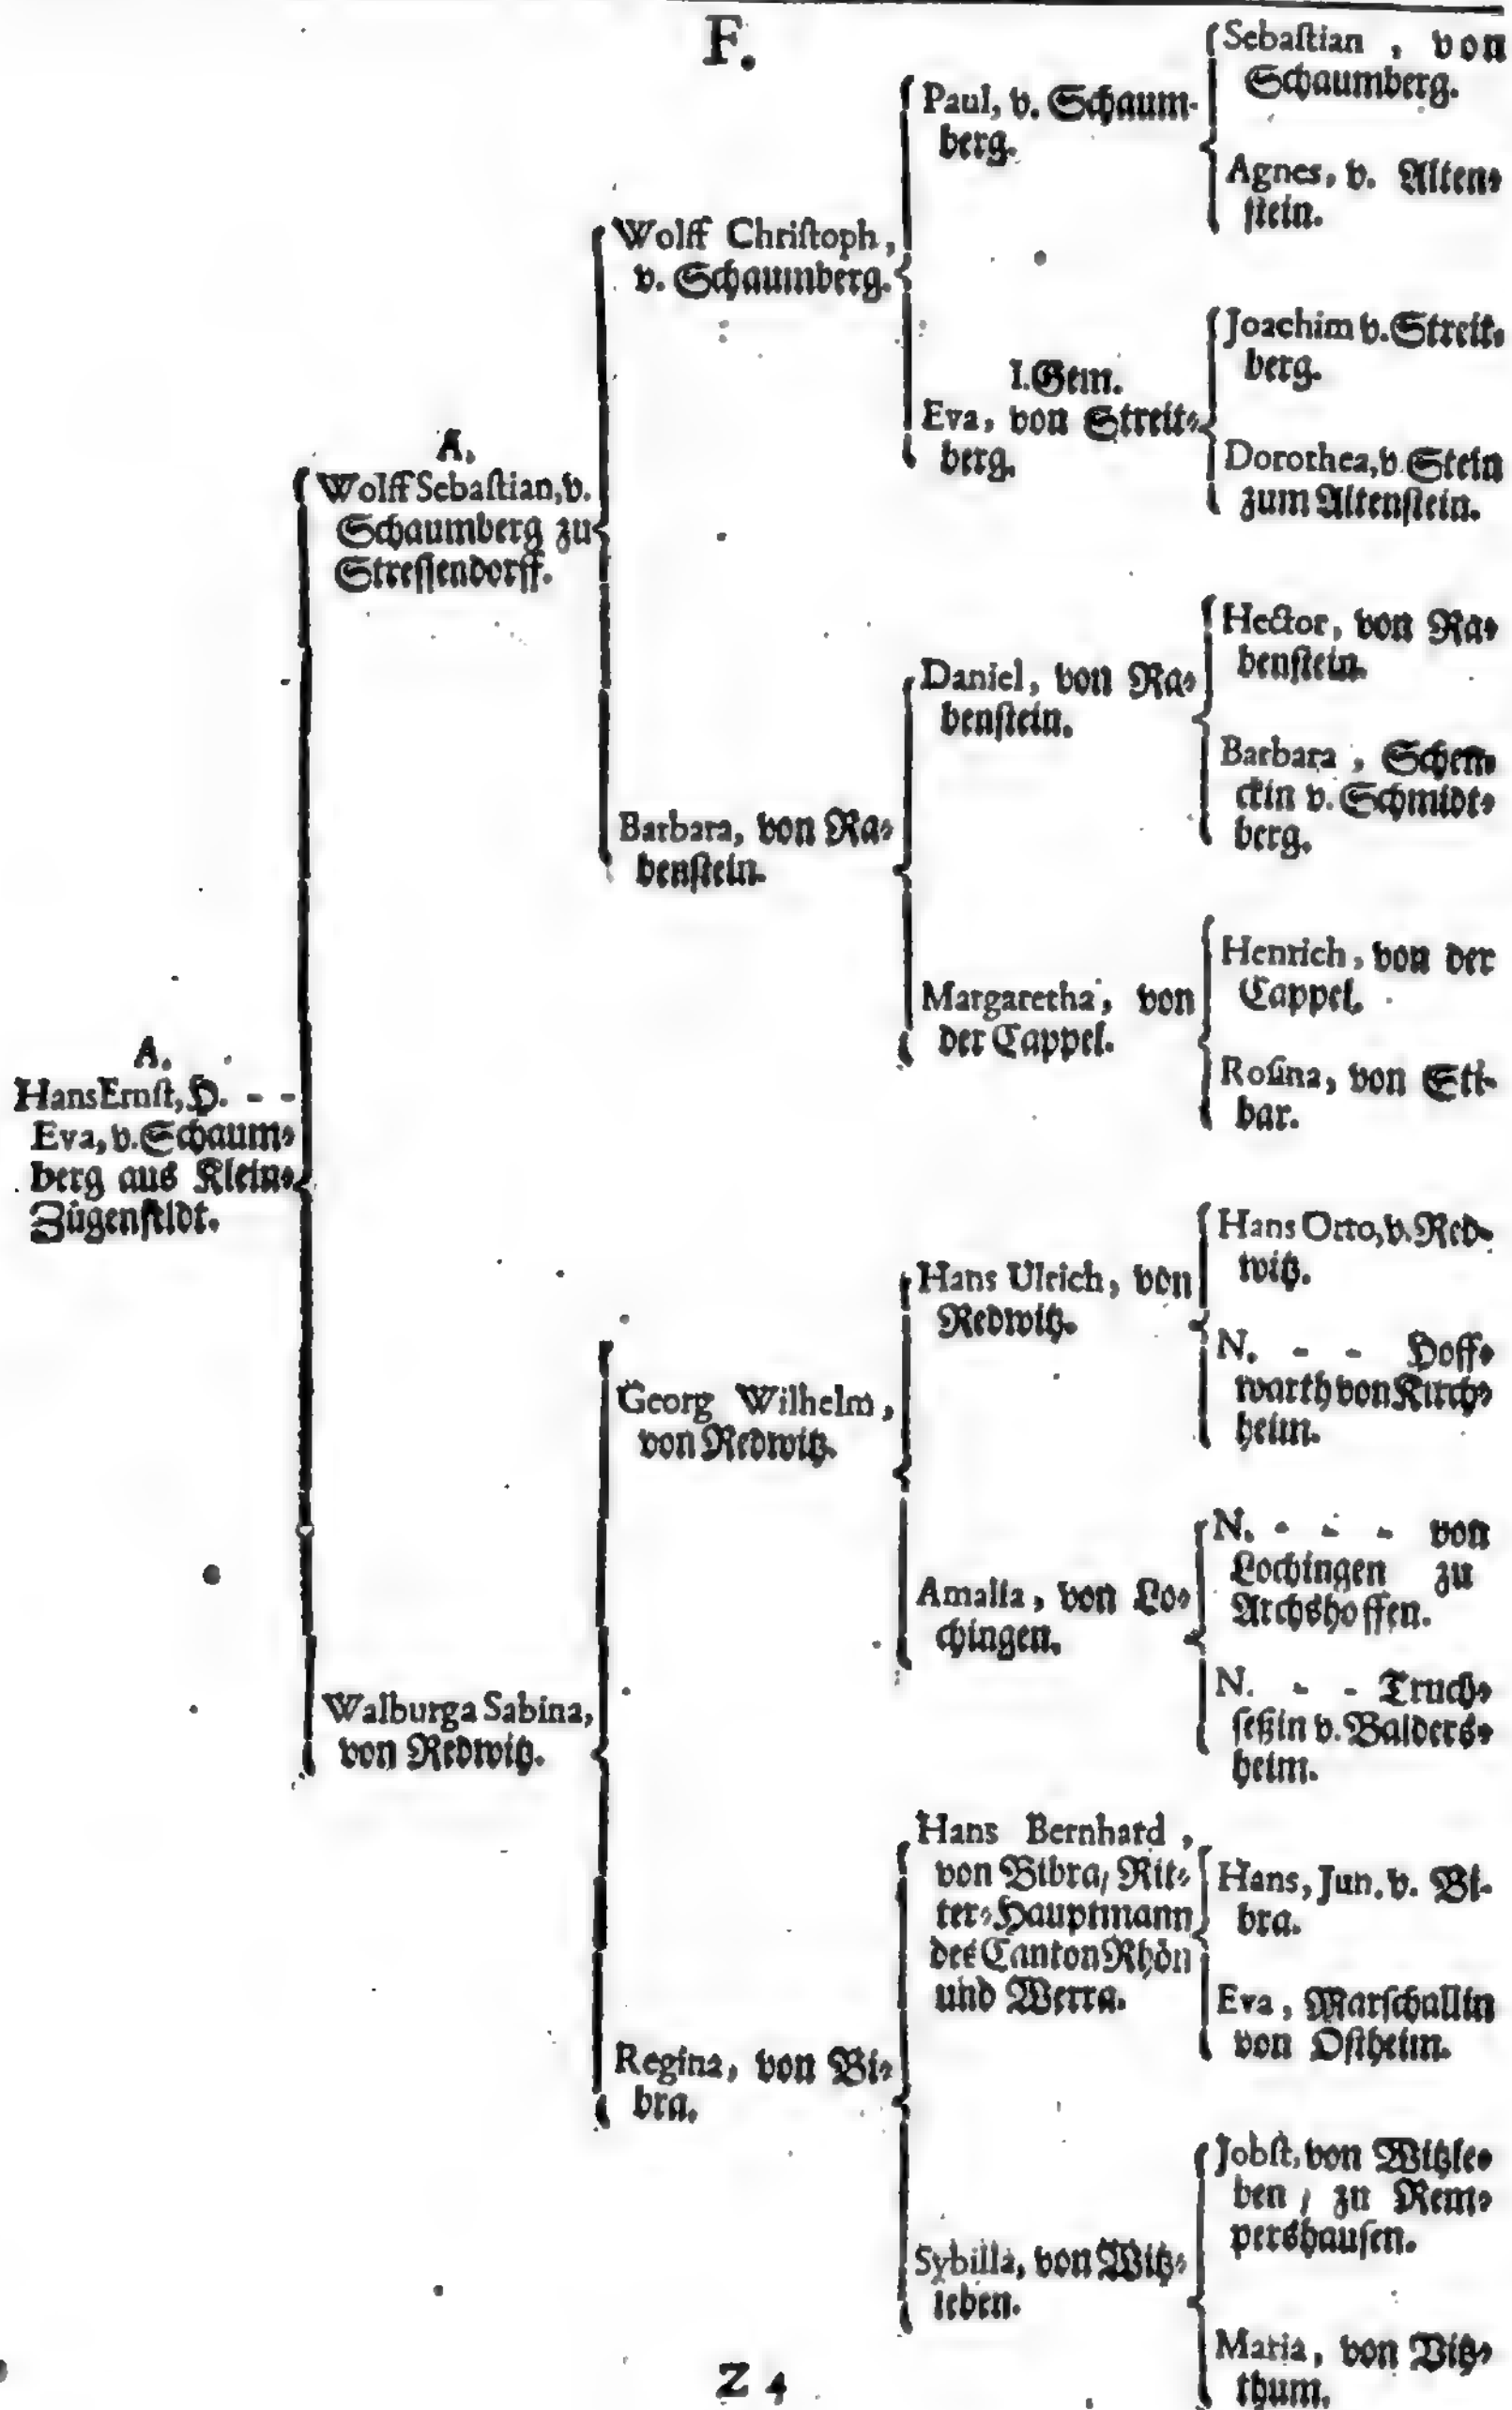 F.
A.
HansErnst, H. - -
Eva, v. Schaum-
berg aus Klein-
Zügenfeldt.
A.
Wolff Sebastian, v.
Schaumberg zu
Stressendorff.
Walburga Sabina,
von Redwitz.
Wolff Christoph,
v. Schaumberg.
Barbara, von Ra-
benstein.
Georg Wilhelm,
von Redwitz.
Regina, von Bi-
bra.
Paul, v. Schaum-
berg.
I. Gem.
Eva, von Streit-
berg.
Daniel, von Ra-
benstein.
Margaretha, von
der Cappel.
Hans Ulrich, von
Redwitz.
Amalia, von Lo-
chingen.
Hans Bernhard,
von Bibra, Rit-
ter-Hauptmann
des Canton Rhön
und Werra.
Sybilla, von Witz-
leben.
Sebastian, von
Schaumberg.
Agnes, v. Alten-
stein.
Joachim v. Streit-
berg.
Dorothea, v. Stein
zum Altenstein.
Hector, von Ra-
benstein.
Barbara, Schen-
ckin v. Schmidt-
berg.
Henrich, von der
Cappel.
Rosina, von Eti-
bar.
Hans Otto, v. Red-
witz.
N. - - Hoff-
warth von Kirch-
heim.
N. - - - von
Lochingen zu
Archshoffen.
N. - - Truch-
seßin v. Balders-
heim.
Hans, Jun. v. Bi-
bra.
Eva, Marschallin
von Ostheim.
Jobst, von Witzle-
ben, zu Rem-
pershausen.
Maria, von Vitz-
thum.
Z 4